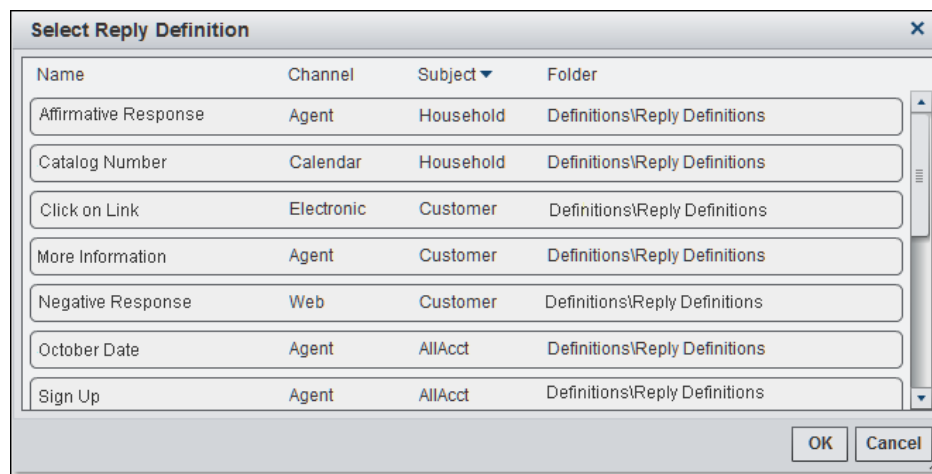 Select Reply Definition
Name Channel Subject Folder
Affirmative Response Agent Household Definitions\Reply Definitions
Catalog Number Calendar Household Definitions\Reply Definitions
Click on Link Electronic Customer Definitions\Reply Definitions
More Information Agent Customer Definitions\Reply Definitions
Negative Response Web Customer Definitions\Reply Definitions
October Date Agent AllAcct Definitions\Reply Definitions
Sign Up Agent AllAcct Definitions\Reply Definitions
OK Cancel